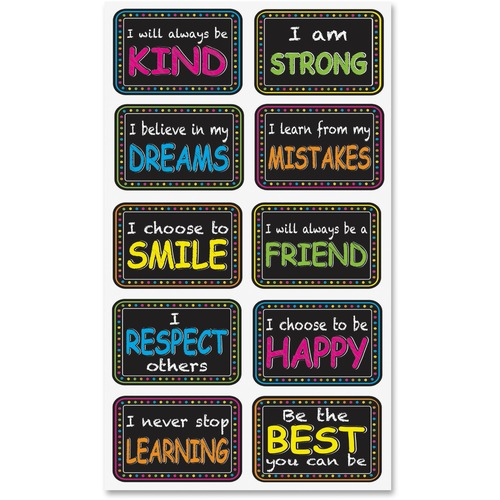 I will always be
KIND
I am
STRONG
I believe in my
DREAMS
I learn from my
MISTAKES
I choose to
SMILE
I will always be a
FRIEND
I
RESPECT
others
I choose to be
HAPPY
I never stop
LEARNING
Be the
BEST
you can be